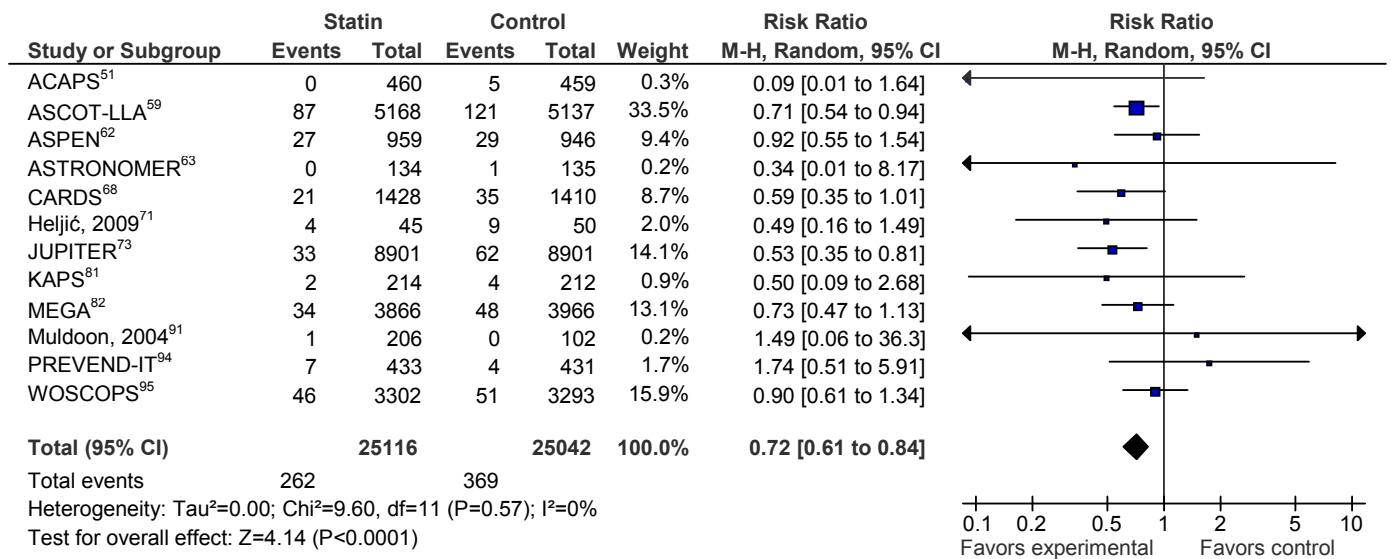 Statin Control Risk Ratio Risk Ratio
Study or Subgroup Events Total Events Total Weight M-H, Random, 95% CI M-H, Random, 95% CI
ACAPS⁵¹ 0 460 5 459 0.3% 0.09 [0.01 to 1.64]
ASCOT-LLA⁵⁹ 87 5168 121 5137 33.5% 0.71 [0.54 to 0.94]
ASPEN⁶² 27 959 29 946 9.4% 0.92 [0.55 to 1.54]
ASTRONOMER⁶³ 0 134 1 135 0.2% 0.34 [0.01 to 8.17]
CARDS⁶⁸ 21 1428 35 1410 8.7% 0.59 [0.35 to 1.01]
Heljić, 2009⁷¹ 4 45 9 50 2.0% 0.49 [0.16 to 1.49]
JUPITER⁷³ 33 8901 62 8901 14.1% 0.53 [0.35 to 0.81]
KAPS⁸¹ 2 214 4 212 0.9% 0.50 [0.09 to 2.68]
MEGA⁸² 34 3866 48 3966 13.1% 0.73 [0.47 to 1.13]
Muldoon, 2004⁹¹ 1 206 0 102 0.2% 1.49 [0.06 to 36.3]
PREVEND-IT⁹⁴ 7 433 4 431 1.7% 1.74 [0.51 to 5.91]
WOSCOPS⁹⁵ 46 3302 51 3293 15.9% 0.90 [0.61 to 1.34]
Total (95% CI) 25116 25042 100.0% 0.72 [0.61 to 0.84]
Total events 262 369
Heterogeneity: Tau²=0.00; Chi²=9.60, df=11 (P=0.57); I²=0%
Test for overall effect: Z=4.14 (P<0.0001)
0.1 0.2 0.5 1 2 5 10
Favors experimental Favors control